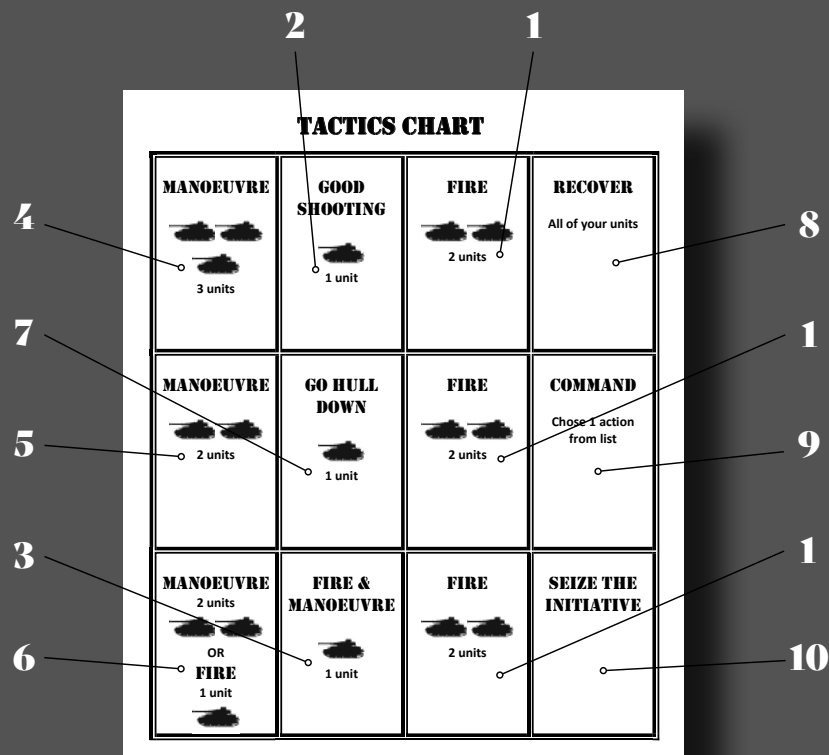 2
1
TACTICS CHART
4
MANOEUVRE
3 units
GOOD
SHOOTING
1 unit
FIRE
2 units
RECOVER
All of your units
8
7
1
5
MANOEUVRE
2 units
GO HULL
DOWN
1 unit
FIRE
2 units
COMMAND
Chose 1 action
from list
9
3
1
6
MANOEUVRE
2 units
OR
FIRE
1 unit
FIRE &
MANOEUVRE
1 unit
FIRE
2 units
SEIZE THE
INITIATIVE
10